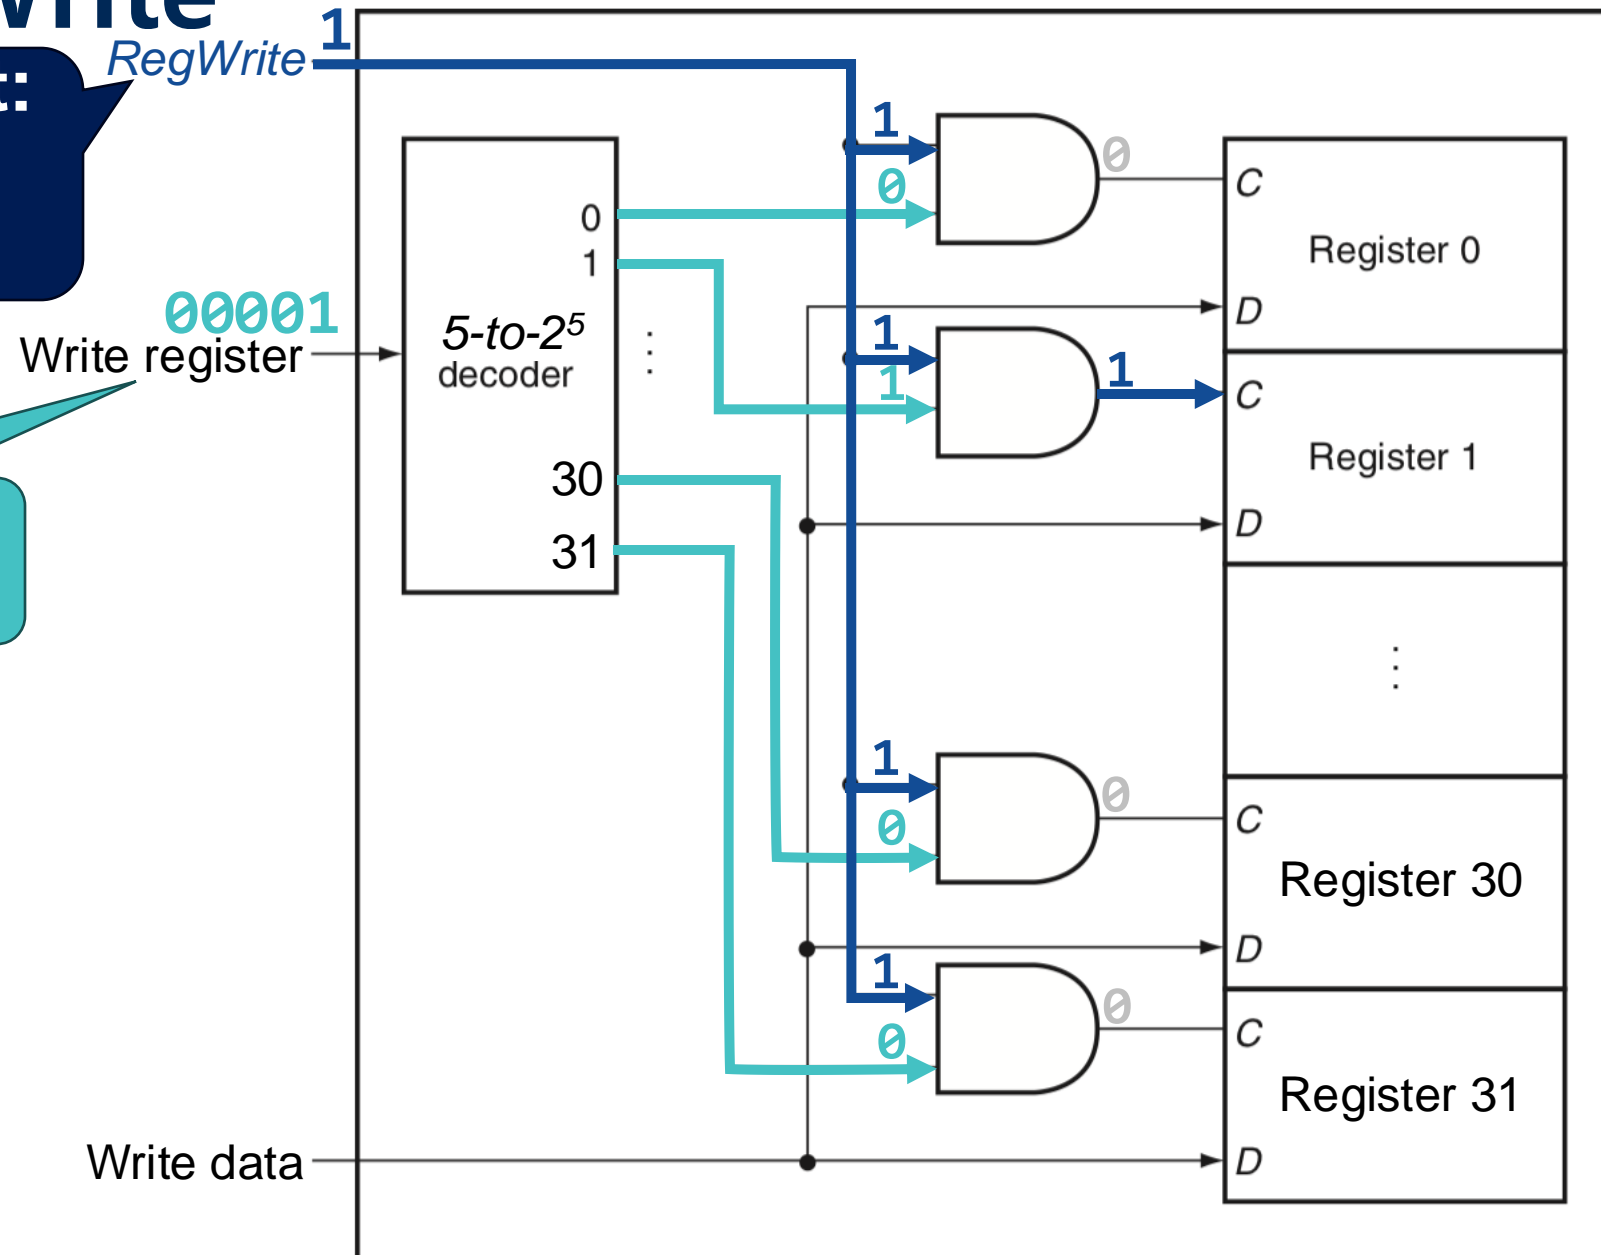 1
RegWrite
:
1
0
0
C
0
1
Register 0
00001
Write register
5-to-2⁵
decoder
⋮
D
1
1
1
C
Register 1
30
31
D
⋮
1
0
0
C
Register 30
D
1
0
0
C
Register 31
Write data
D